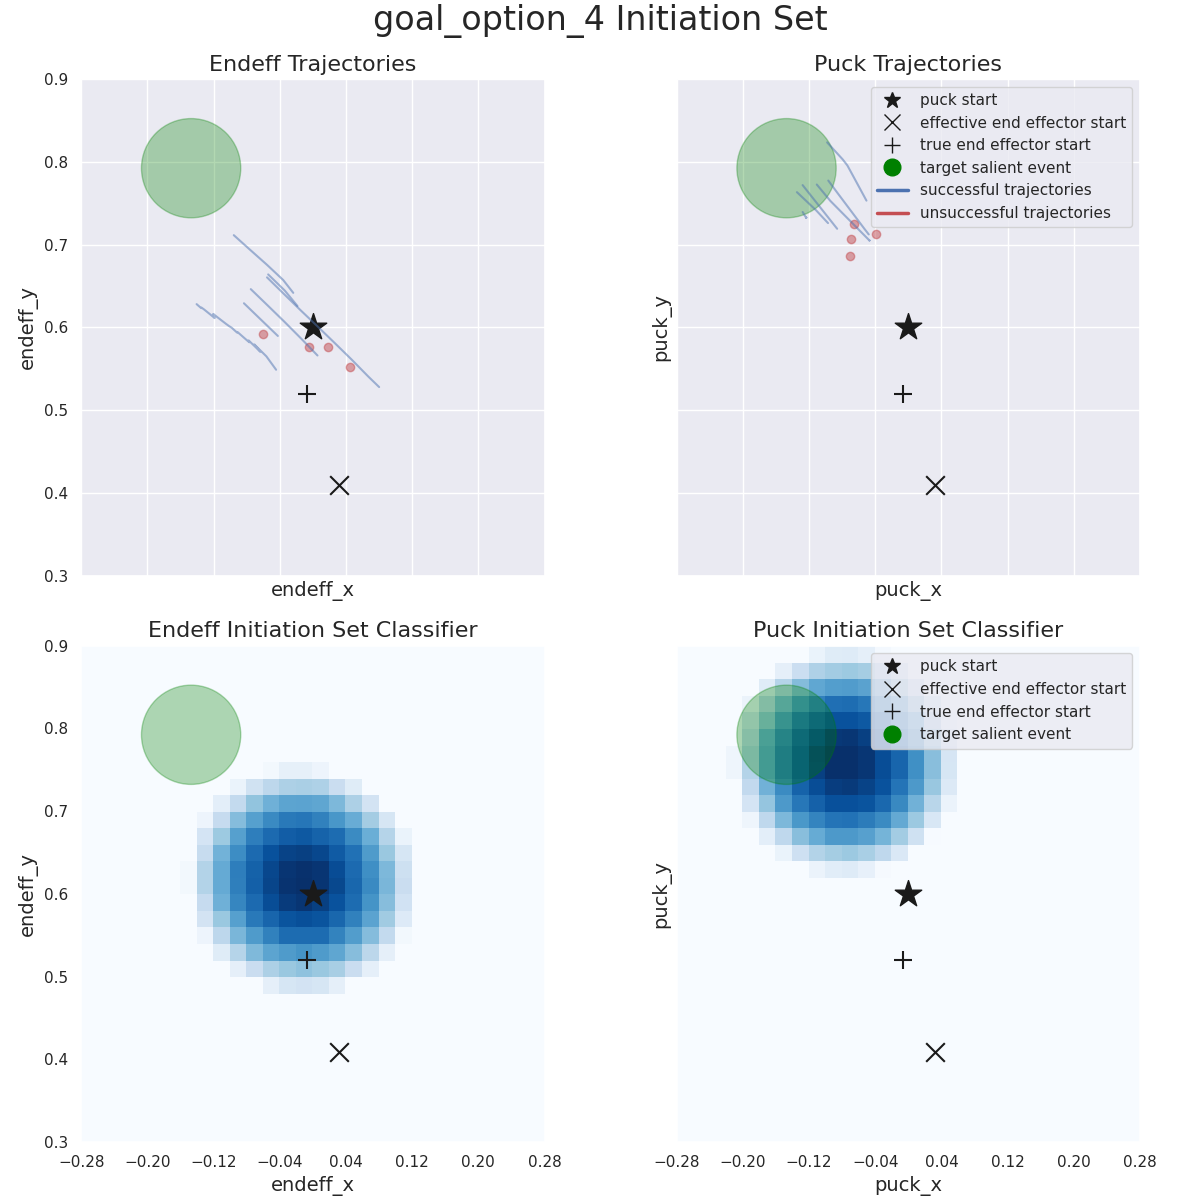 goal_option_4 Initiation Set
Endeff Trajectories
0.9
0.8
0.7
0.6
0.5
0.4
0.3
endeff_y
endeff_x
Puck Trajectories
puck start
effective end effector start
true end effector start
target salient event
successful trajectories
unsuccessful trajectories
puck_y
puck_x
Endeff Initiation Set Classifier
0.9
0.8
0.7
0.6
0.5
0.4
0.3
endeff_y
−0.28 −0.20 −0.12 −0.04 0.04 0.12 0.20 0.28
endeff_x
Puck Initiation Set Classifier
puck start
effective end effector start
true end effector start
target salient event
puck_y
−0.28 −0.20 −0.12 −0.04 0.04 0.12 0.20 0.28
puck_x